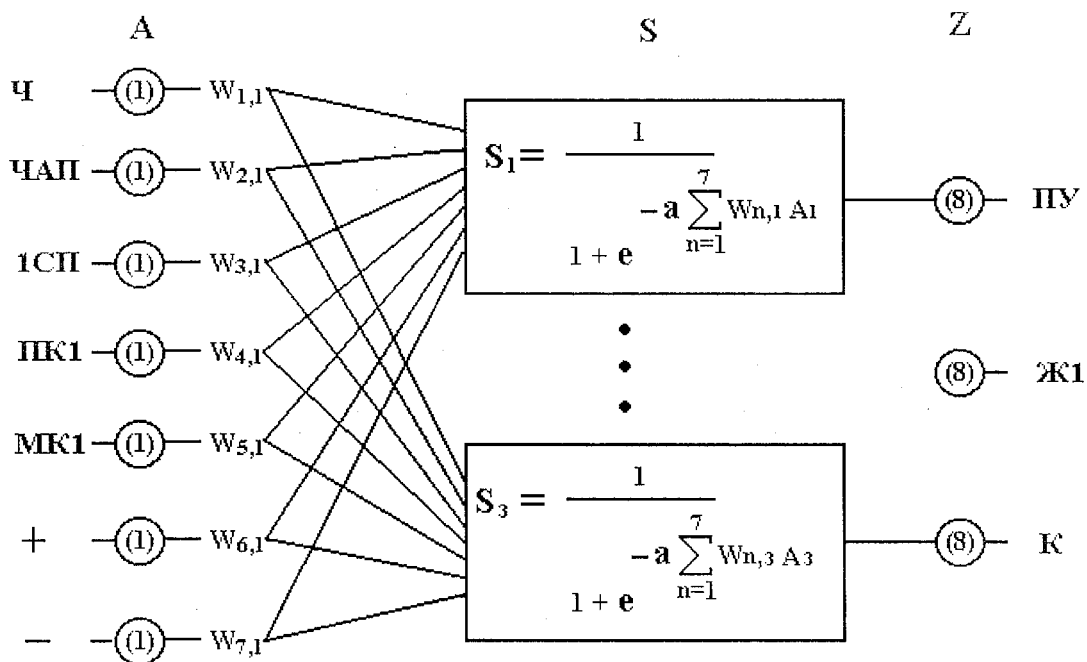 A S Z
Ч (1) W1,1
ЧАП (1) W2,1
1СП (1) W3,1
ПК1 (1) W4,1
МК1 (1) W5,1
+ (1) W6,1
− (1) W7,1
S1 = 1
7
− a ∑ Wn,1 A1
n=1
1 + e
S3 = 1
7
− a ∑ Wn,3 A3
n=1
1 + e
(8) ПУ
(8) Ж1
(8) К